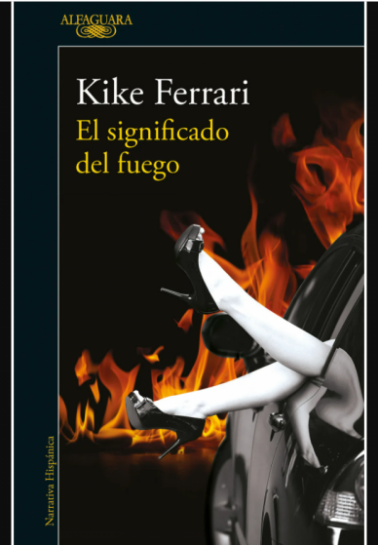 ALFAGUARA
Kike Ferrari
El significado
del fuego
Narrativa Hispánica